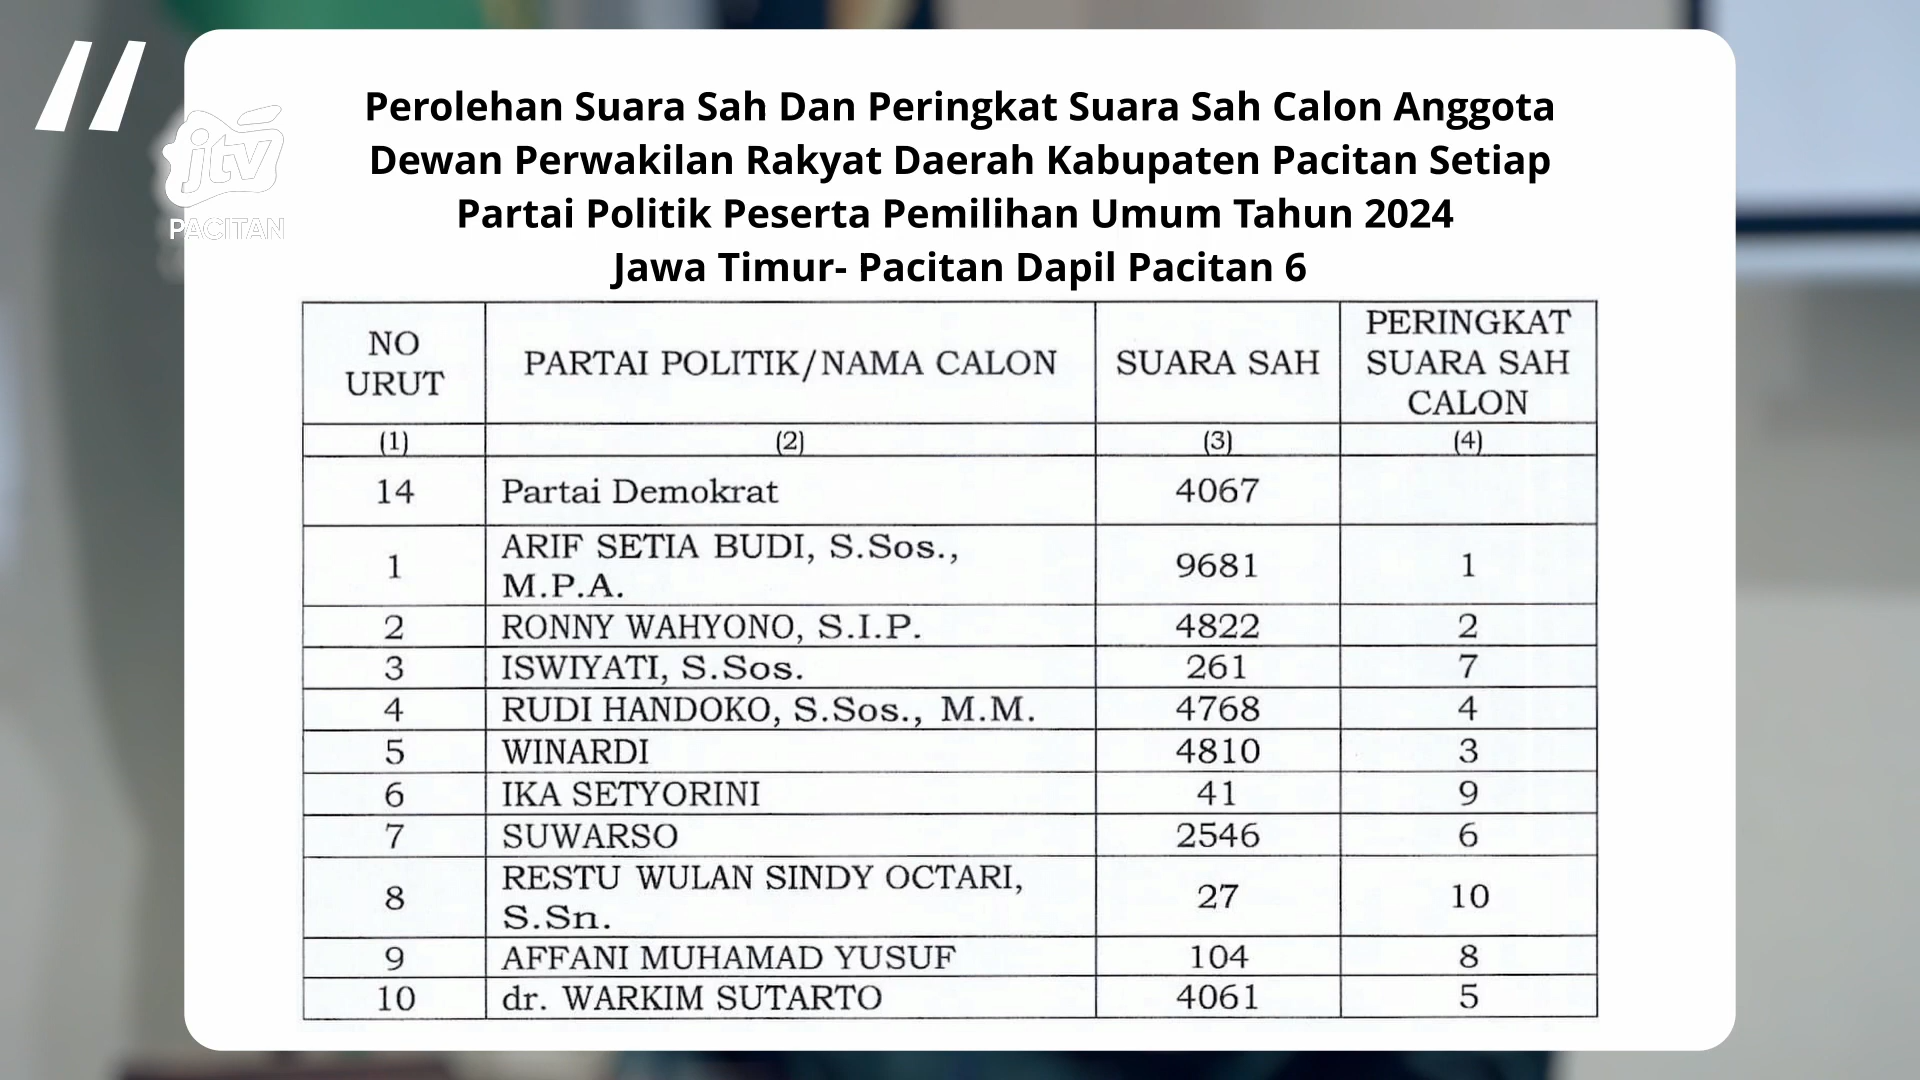 jtv
PACITAN
Perolehan Suara Sah Dan Peringkat Suara Sah Calon Anggota
Dewan Perwakilan Rakyat Daerah Kabupaten Pacitan Setiap
Partai Politik Peserta Pemilihan Umum Tahun 2024
Jawa Timur- Pacitan Dapil Pacitan 6
NO URUT PARTAI POLITIK/NAMA CALON SUARA SAH PERINGKAT SUARA SAH CALON
(1) (2) (3) (4)
14 Partai Demokrat 4067
1 ARIF SETIA BUDI, S.Sos., M.P.A. 9681 1
2 RONNY WAHYONO, S.I.P. 4822 2
3 ISWIYATI, S.Sos. 261 7
4 RUDI HANDOKO, S.Sos., M.M. 4768 4
5 WINARDI 4810 3
6 IKA SETYORINI 41 9
7 SUWARSO 2546 6
8 RESTU WULAN SINDY OCTARI, S.Sn. 27 10
9 AFFANI MUHAMAD YUSUF 104 8
10 dr. WARKIM SUTARTO 4061 5